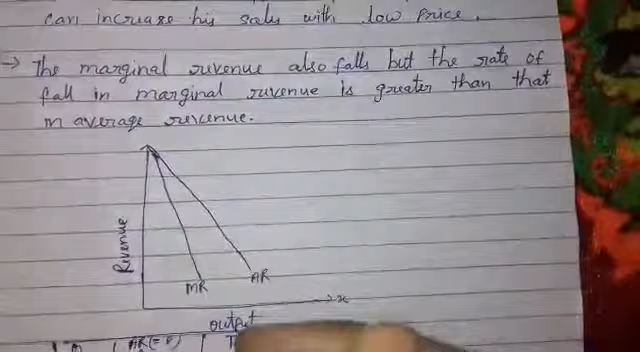 can increase his sales with low price.
→ The marginal revenue also falls but the rate of
fall in marginal revenue is greater than that
in average revenue.
Revenue
MR
AR
x
output
AR(=P)